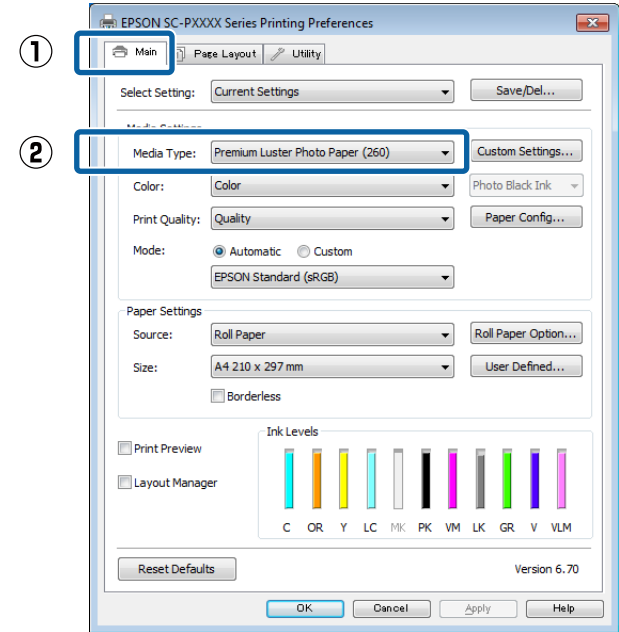 EPSON SC-PXXXX Series Printing Preferences
① Main Page Layout Utility
Select Setting: Current Settings Save/Del...
Media Settings
② Media Type: Premium Luster Photo Paper (260) Custom Settings...
Color: Color Photo Black Ink
Print Quality: Quality Paper Config...
Mode: Automatic Custom
EPSON Standard (sRGB)
Paper Settings
Source: Roll Paper Roll Paper Option...
Size: A4 210 x 297 mm User Defined...
Borderless
Ink Levels
Print Preview
Layout Manager
C OR Y LC MK PK VM LK GR V VLM
Reset Defaults Version 6.70
OK Cancel Apply Help